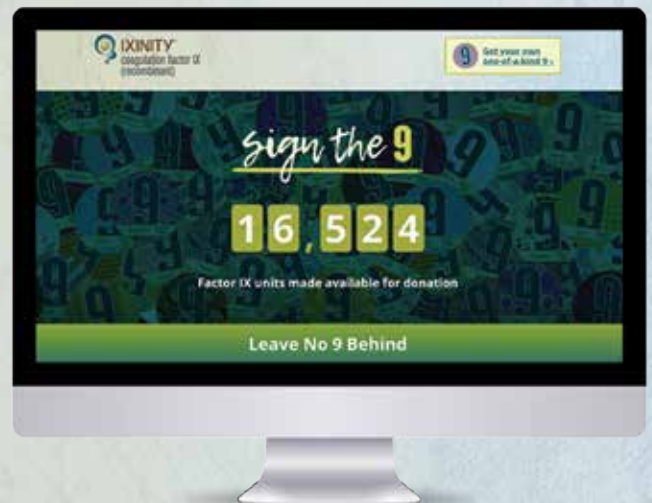 IXINITY
coagulation factor IX
(recombinant)
9
Get your own
one-of-a-kind 9
sign the 9
16,524
Factor IX units made available for donation
Leave No 9 Behind